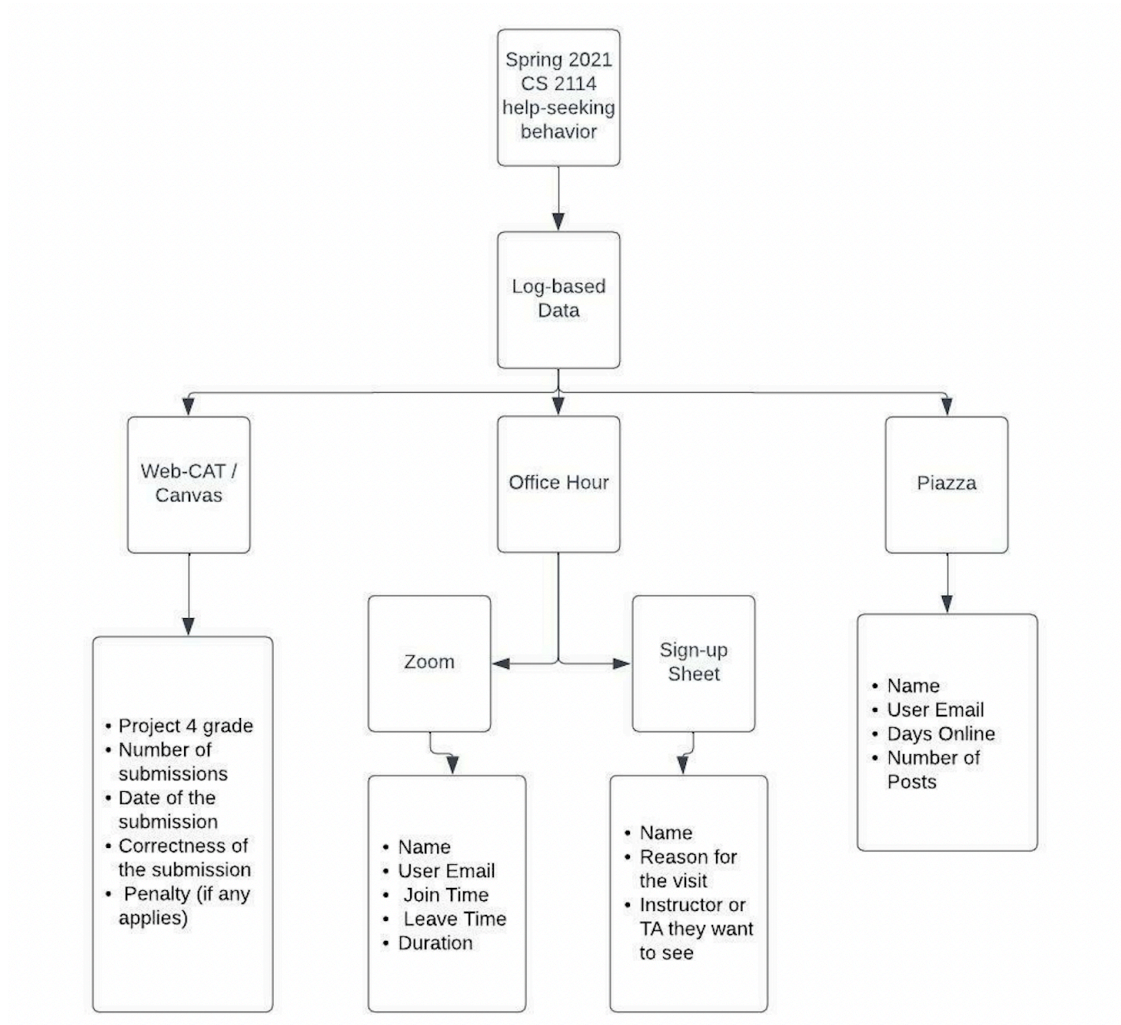 Spring 2021
CS 2114
help-seeking
behavior
Log-based
Data
Web-CAT /
Canvas
Office Hour
Piazza
Zoom
Sign-up
Sheet
• Project 4 grade
• Number of
submissions
• Date of the
submission
• Correctness of
the submission
• Penalty (if any
applies)
• Name
• User Email
• Join Time
• Leave Time
• Duration
• Name
• Reason for
the visit
• Instructor or
TA they want
to see
• Name
• User Email
• Days Online
• Number of
Posts